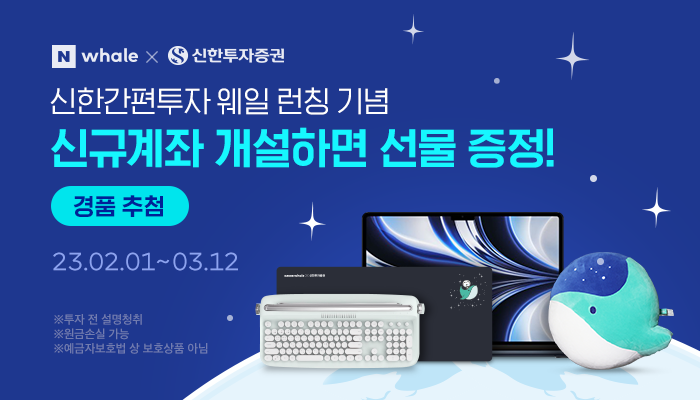 N whale × S 신한투자증권
신한간편투자 웨일 런칭 기념
신규계좌 개설하면 선물 증정!
경품 추첨
23.02.01~03.12
※투자 전 설명청취
※원금손실 가능
※예금자보호법 상 보호상품 아님